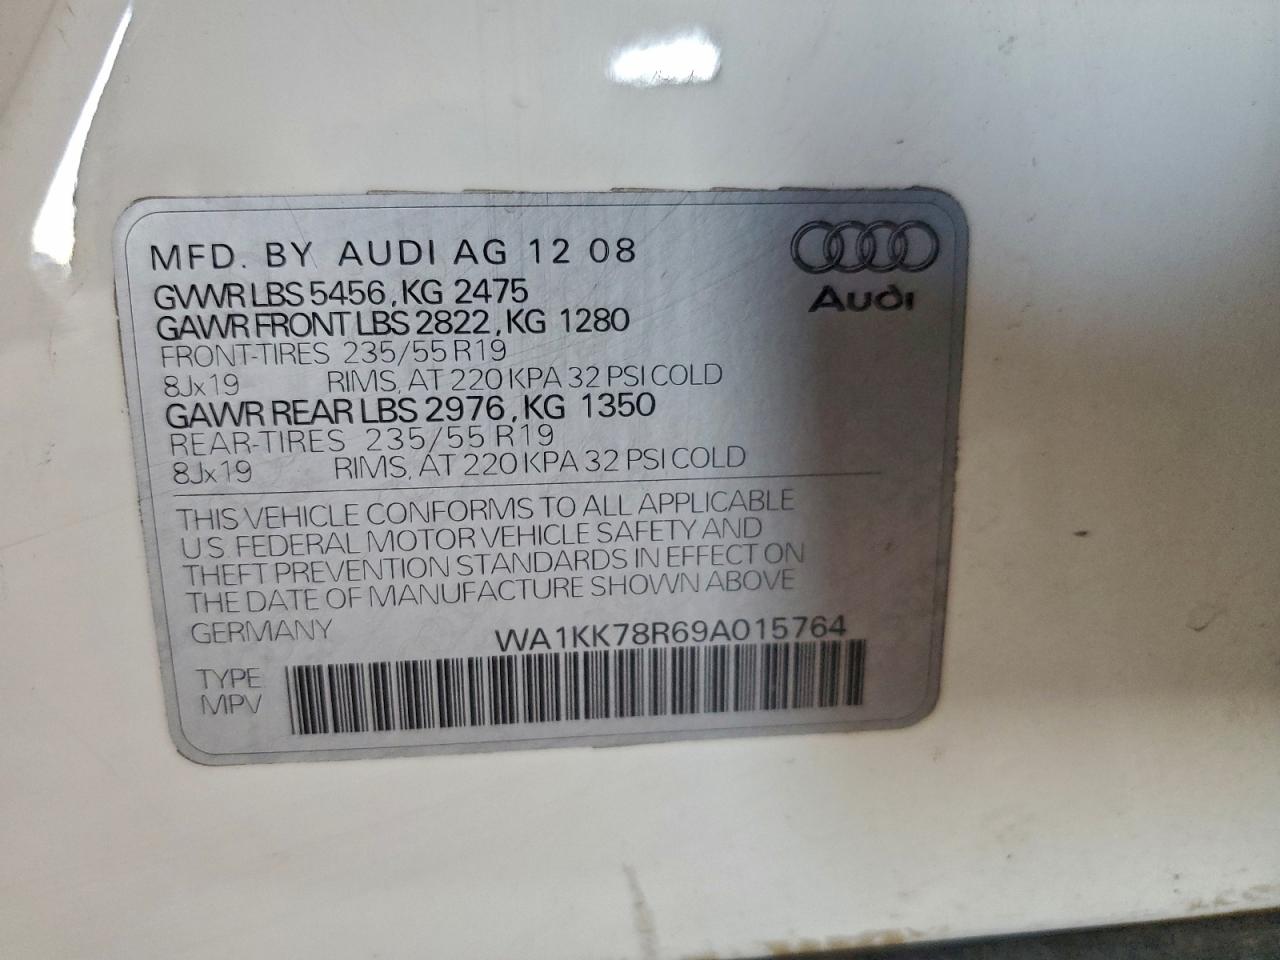 MFD. BY AUDI AG 12 08
Audi
GVWR LBS 5456, KG 2475
GAWR FRONT LBS 2822, KG 1280
FRONT-TIRES 235/55 R19
8Jx19 RIMS, AT 220 KPA 32 PSI COLD
GAWR REAR LBS 2976, KG 1350
REAR-TIRES 235/55 R19
8Jx19 RIMS, AT 220 KPA 32 PSI COLD
THIS VEHICLE CONFORMS TO ALL APPLICABLE
U.S. FEDERAL MOTOR VEHICLE SAFETY AND
THEFT PREVENTION STANDARDS IN EFFECT ON
THE DATE OF MANUFACTURE SHOWN ABOVE
GERMANY WA1KK78R69A015764
TYPE
MPV